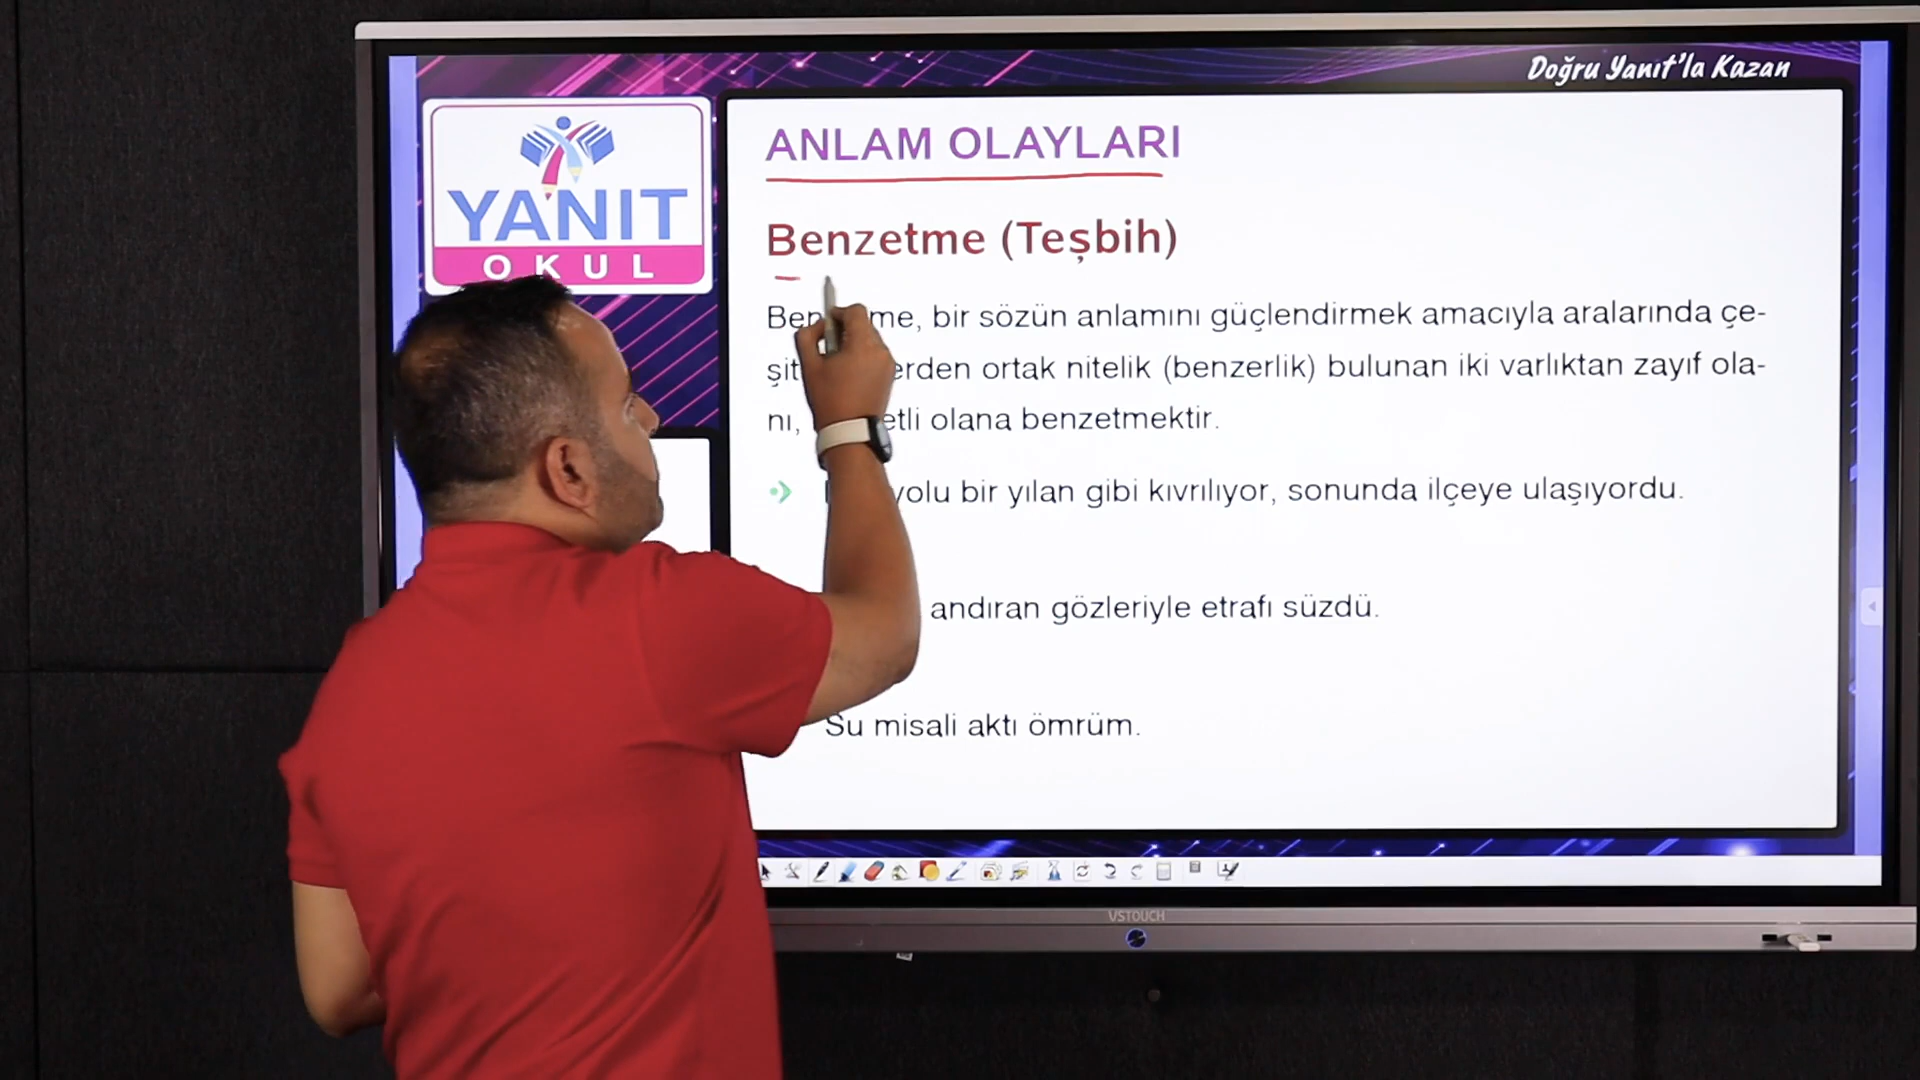 Doğru Yanıt'la Kazan
YANIT
OKUL
ANLAM OLAYLARI
Benzetme (Teşbih)
me, bir sözün anlamını güçlendirmek amacıyla aralarında çe-
şit erden ortak nitelik (benzerlik) bulunan iki varlıktan zayıf ola-
nı, etli olana benzetmektir.
yolu bir yılan gibi kıvrılıyor, sonunda ilçeye ulaşıyordu.
andıran gözleriyle etrafı süzdü.
Su misali aktı ömrüm.
VSTOUCH